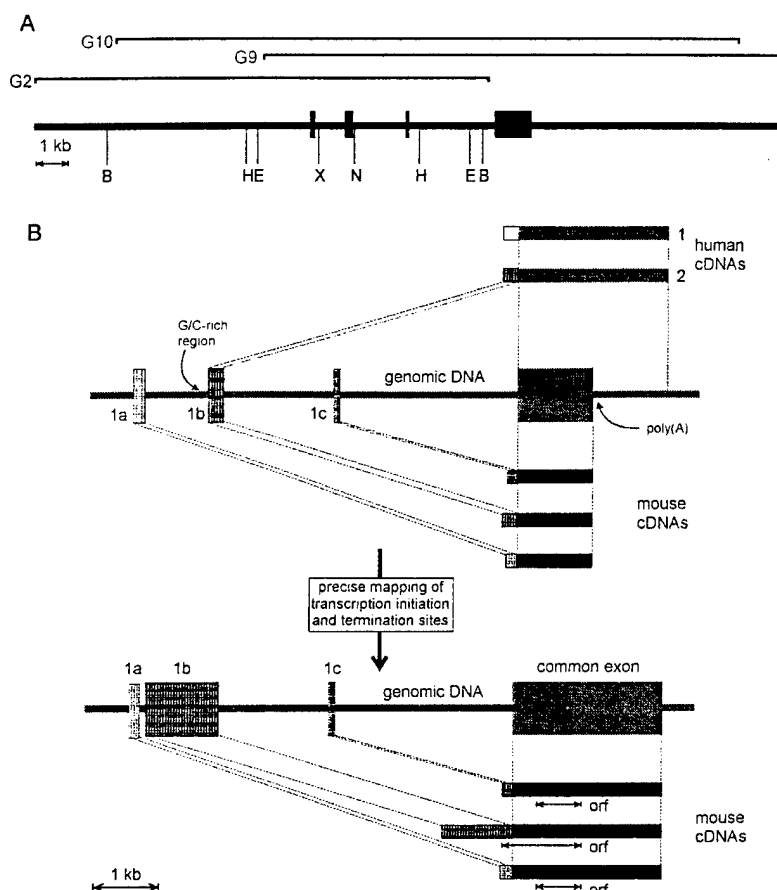 A
G10
G9
G2
1 kb
B
H E
X
N
H
E B
B
1
human
cDNAs
2
G/C-rich
region
genomic DNA
1a
1b
1c
poly(A)
mouse
cDNAs
precise mapping of
transcription initiation
and termination sites
1a
1b
1c
common exon
genomic DNA
orf
orf
mouse
cDNAs
orf
1 kb